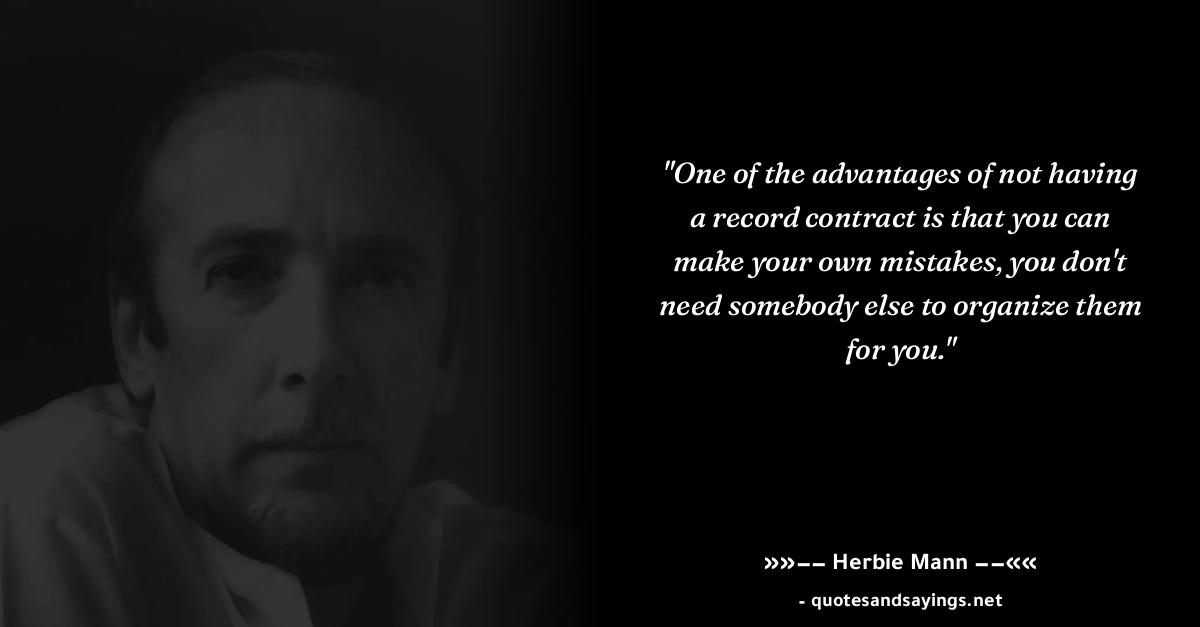 "One of the advantages of not having
a record contract is that you can
make your own mistakes, you don't
need somebody else to organize them
for you."
»»−− Herbie Mann −−««
- quotesandsayings.net